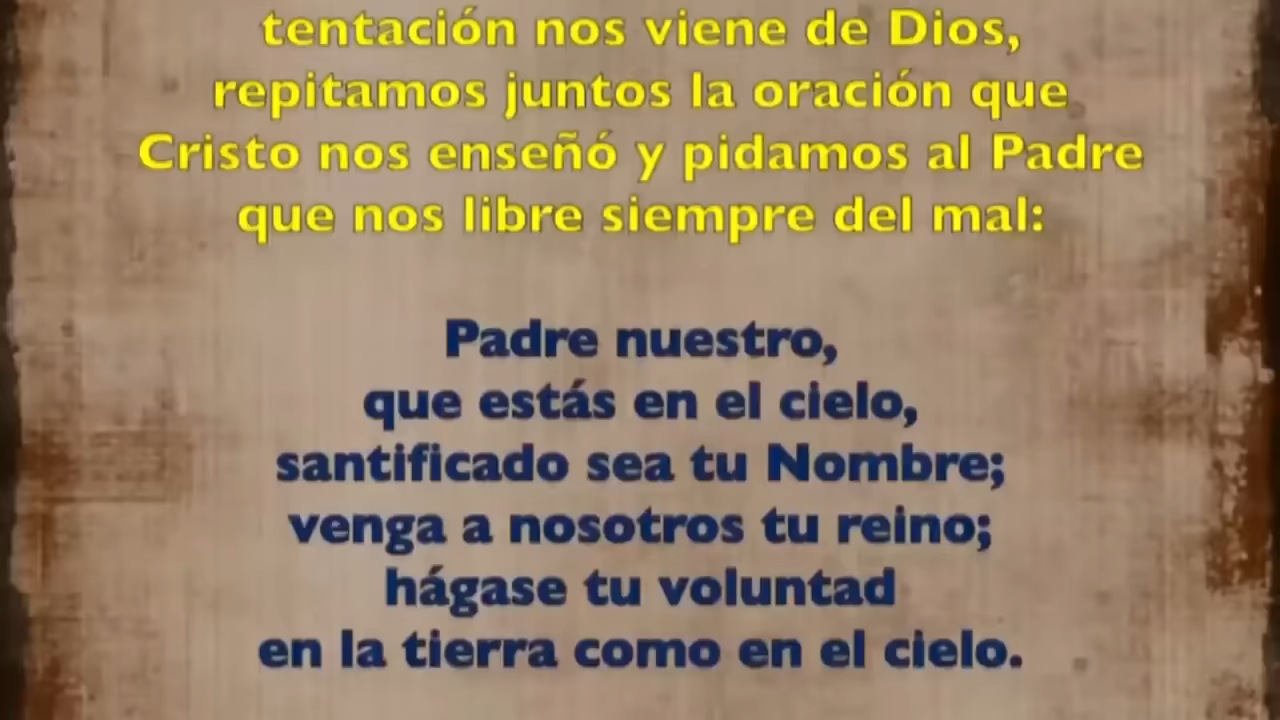 tentación nos viene de Dios,
repitamos juntos la oración que
Cristo nos enseñó y pidamos al Padre
que nos libre siempre del mal:
Padre nuestro,
que estás en el cielo,
santificado sea tu Nombre;
venga a nosotros tu reino;
hágase tu voluntad
en la tierra como en el cielo.